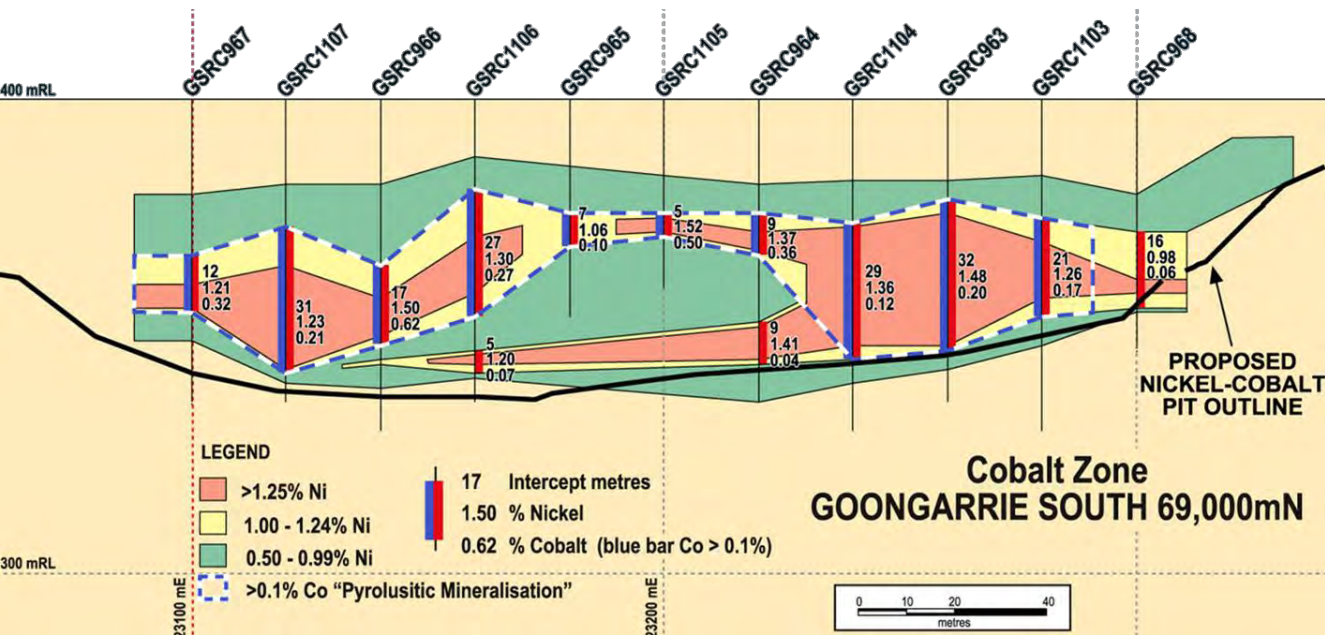 GSRC967
GSRC1107
GSRC966
GSRC1106
GSRC965
GSRC1105
GSRC964
GSRC1104
GSRC963
GSRC1103
GSRC968
400 mRL
12
1.21
0.32
31
1.23
0.21
17
1.50
0.62
27
1.30
0.27
5
1.20
0.07
7
1.06
0.10
5
1.52
0.50
9
1.37
0.36
9
1.41
0.04
29
1.36
0.12
32
1.48
0.20
21
1.26
0.17
16
0.98
0.06
PROPOSED
NICKEL-COBALT
PIT OUTLINE
LEGEND
>1.25% Ni
1.00 - 1.24% Ni
0.50 - 0.99% Ni
>0.1% Co “Pyrolusitic Mineralisation”
17 Intercept metres
1.50 % Nickel
0.62 % Cobalt (blue bar Co > 0.1%)
Cobalt Zone
GOONGARRIE SOUTH 69,000mN
300 mRL
23100 mE
23200 mE
0 10 20 40
metres